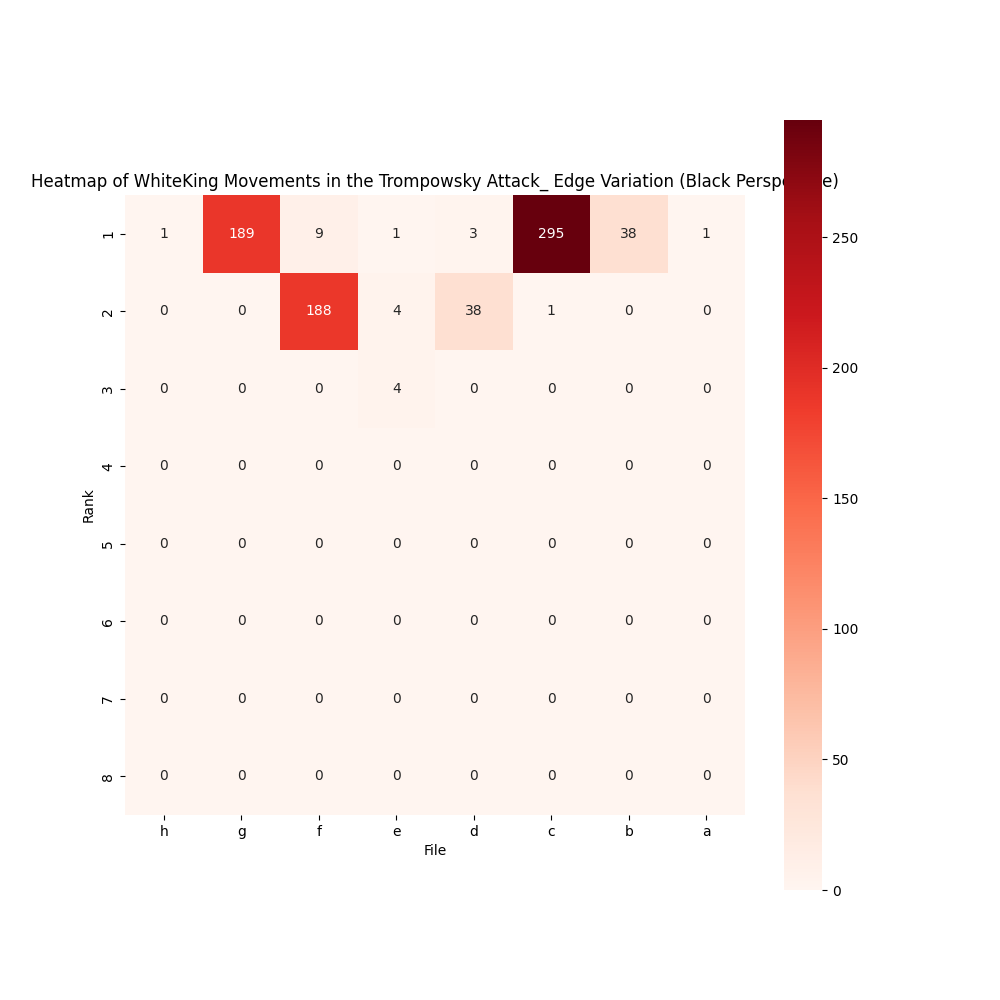 Heatmap of WhiteKing Movements in the Trompowsky Attack_ Edge Variation (Black Perspective)
1 1 189 9 1 3 295 38 1
2 0 0 188 4 38 1 0 0
3 0 0 0 4 0 0 0 0
4 0 0 0 0 0 0 0 0
5 0 0 0 0 0 0 0 0
6 0 0 0 0 0 0 0 0
7 0 0 0 0 0 0 0 0
8 0 0 0 0 0 0 0 0
h g f e d c b a
File
Rank
250
200
150
100
50
0